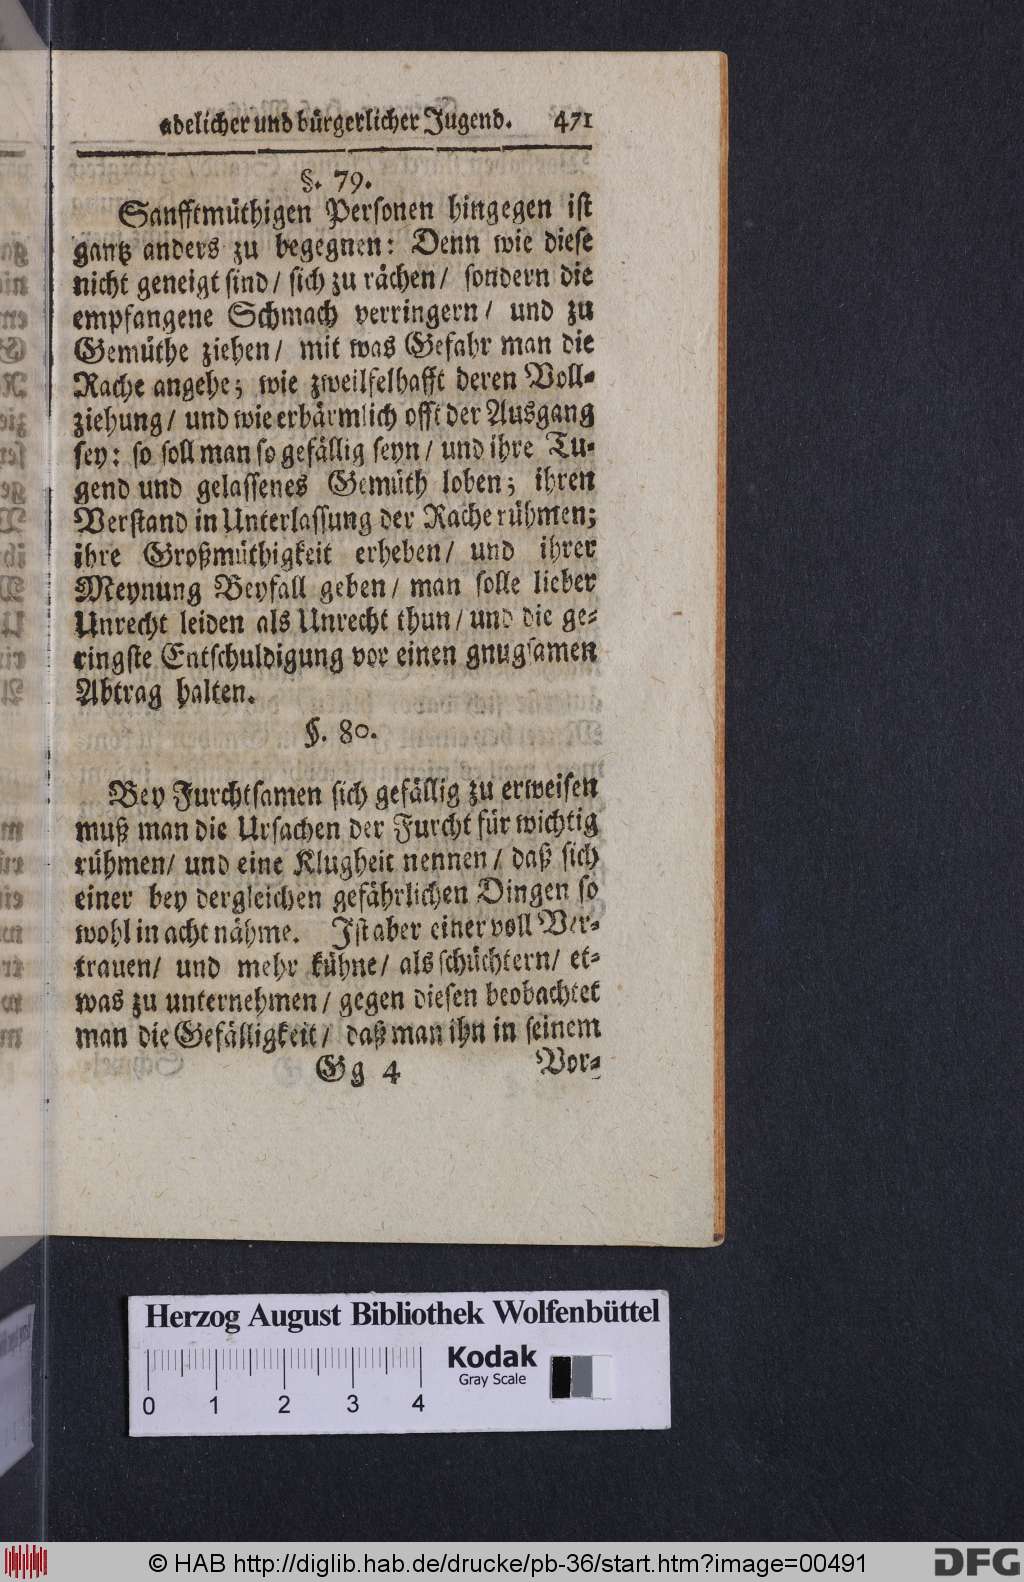 adelicher und bürgerlicher Jugend. 471
§. 79.
Sanfftmüthigen Personen hingegen ist
gantz anders zu begegnen: Denn wie diese
nicht geneigt sind / sich zu rächen / sondern die
empfangene Schmach verringern / und zu
Gemüthe ziehen / mit was Gefahr man die
Rache angehe; wie zweilfelhafft deren Voll-
ziehung / und wie erbärmlich offt der Ausgang
sey: so soll man so gefällig seyn / und ihre Tu-
gend und gelassenes Gemüth loben; ihren
Verstand in Unterlassung der Rache rühmen;
ihre Großmüthigkeit erheben / und ihrer
Meynung Beyfall geben / man solle lieber
Unrecht leiden als Unrecht thun / und die ge-
ringste Entschuldigung vor einen gnugsamen
Abtrag halten.
§. 80.
Bey Furchtsamen sich gefällig zu erweisen
muß man die Ursachen der Furcht für wichtig
rühmen / und eine Klugheit nennen / daß sich
einer bey dergleichen gefährlichen Dingen so
wohl in acht nähme. Ist aber einer voll Ver-
trauen / und mehr kühne / als schüchtern / et-
was zu unternehmen / gegen diesen beobachtet
man die Gefälligkeit / daß man ihn in seinem
Gg 4 Vor-
Herzog August Bibliothek Wolfenbüttel
Kodak
Gray Scale
0 1 2 3 4
© HAB http://diglib.hab.de/drucke/pb-36/start.htm?image=00491
DFG